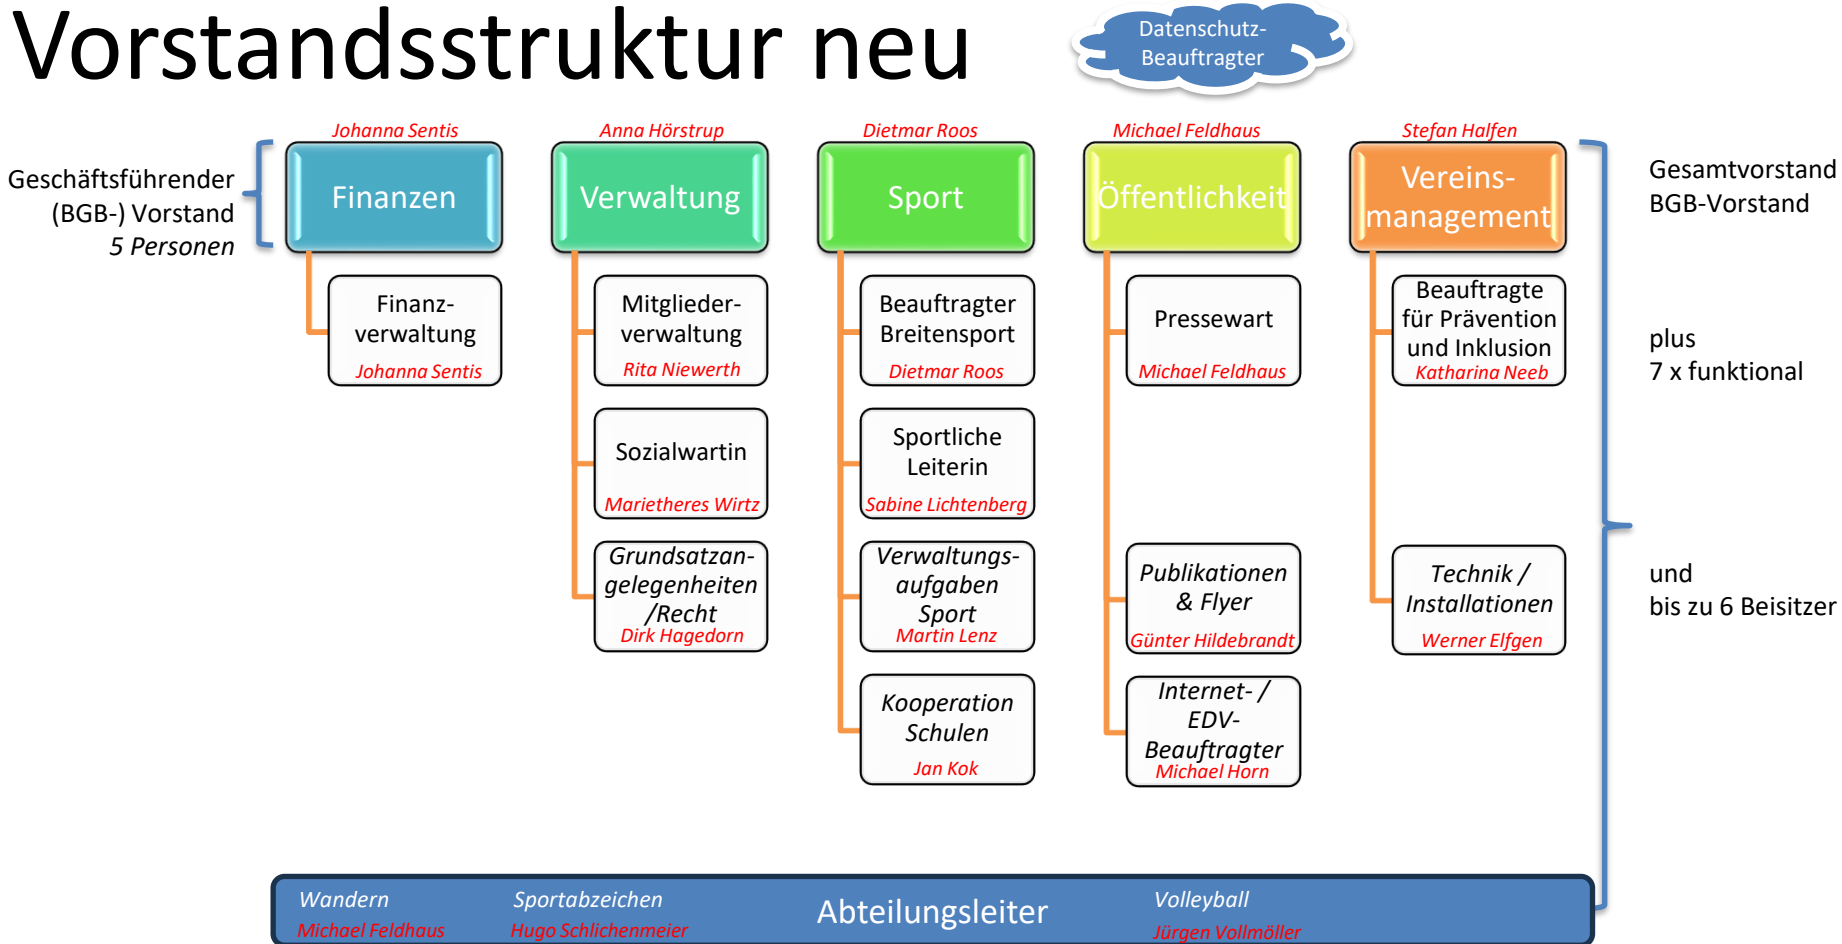 Vorstandsstruktur neu
Datenschutz-
Beauftragter
Johanna Sentis
Anna Hörstrup
Dietmar Roos
Michael Feldhaus
Stefan Halfen
Geschäftsführender
(BGB-) Vorstand
5 Personen
Finanzen
Verwaltung
Sport
Öffentlichkeit
Vereins-
management
Gesamtvorstand
BGB-Vorstand
Finanz-
verwaltung
Johanna Sentis
Mitglieder-
verwaltung
Rita Niewerth
Beauftragter
Breitensport
Dietmar Roos
Pressewart
Michael Feldhaus
Beauftragte
für Prävention
und Inklusion
Katharina Neeb
plus
7 x funktional
Sozialwartin
Marietheres Wirtz
Sportliche
Leiterin
Sabine Lichtenberg
Grundsatzan-
gelegenheiten
/Recht
Dirk Hagedorn
Verwaltungs-
aufgaben
Sport
Martin Lenz
Publikationen
& Flyer
Günter Hildebrandt
Technik /
Installationen
Werner Elfgen
und
bis zu 6 Beisitzer
Kooperation
Schulen
Jan Kok
Internet- /
EDV-
Beauftragter
Michael Horn
Wandern
Michael Feldhaus
Sportabzeichen
Hugo Schlichenmeier
Abteilungsleiter
Volleyball
Jürgen Vollmöller